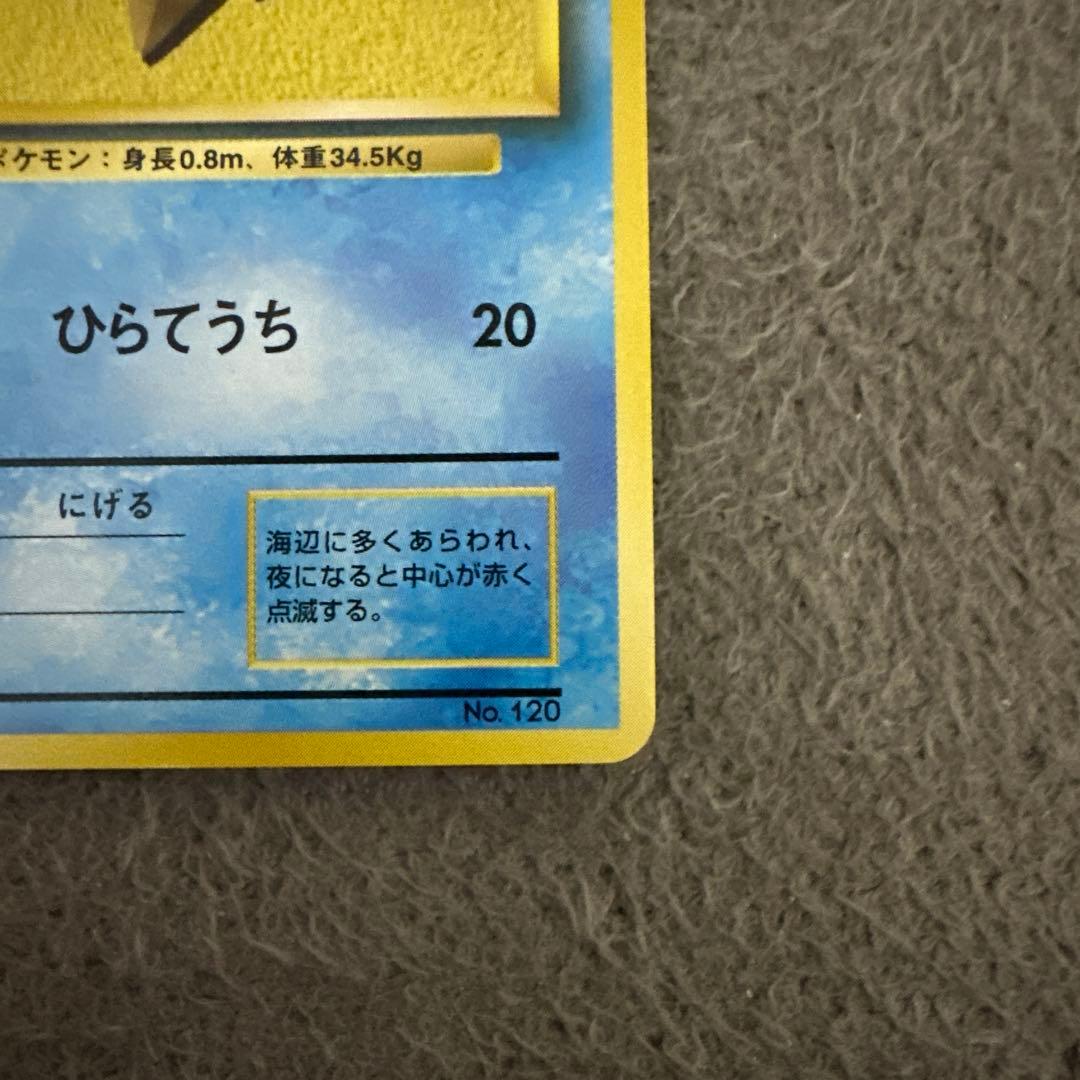 ポケモン：身長0.8m、体重34.5Kg
ひらてうち 20
にげる
海辺に多くあらわれ、
夜になると中心が赤く
点滅する。
No. 120